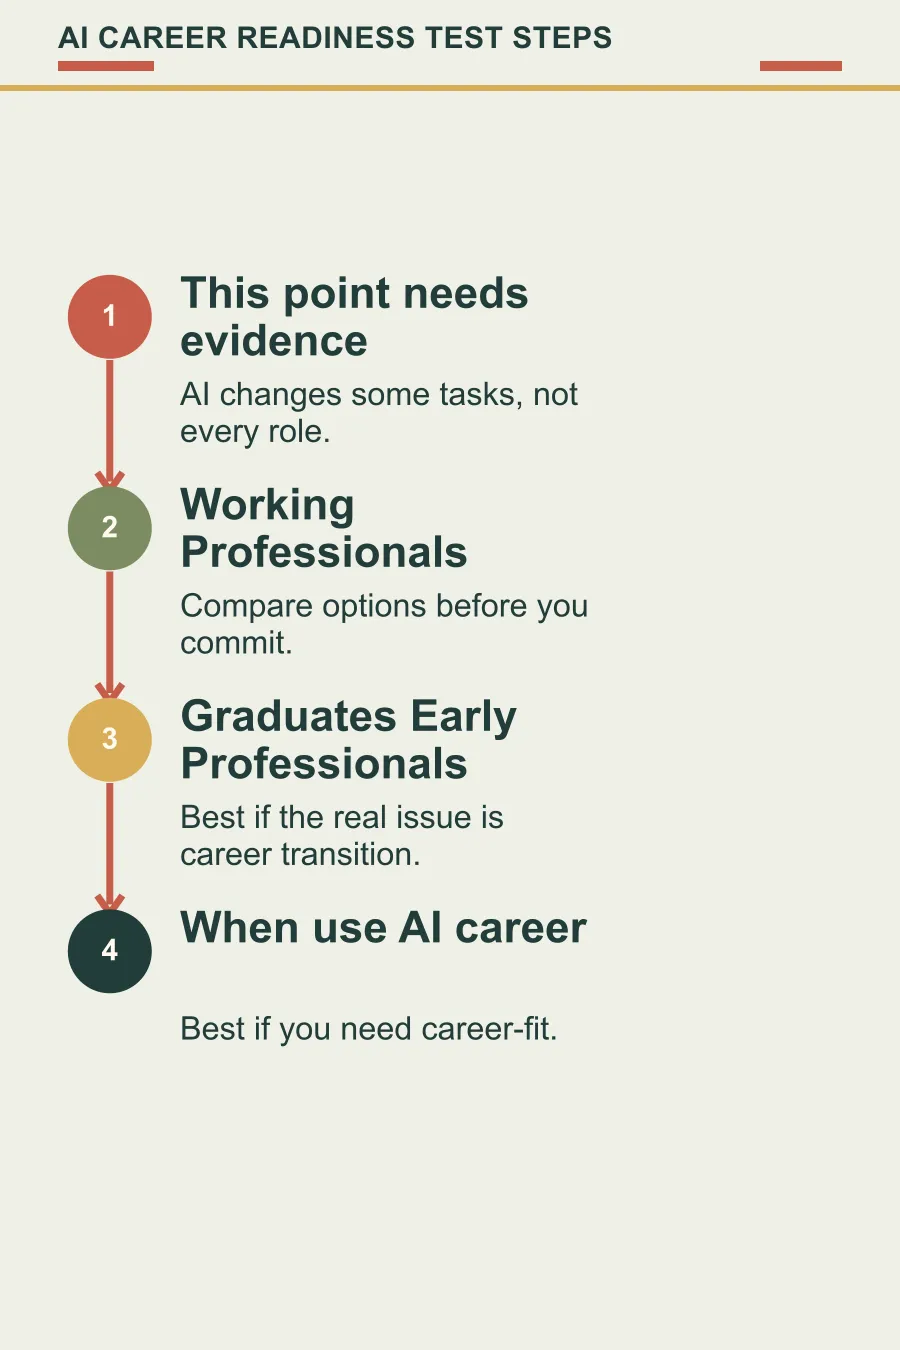 AI CAREER READINESS TEST STEPS
1
This point needs
evidence
AI changes some tasks, not
every role.
2
Working
Professionals
Compare options before you
commit.
3
Graduates Early
Professionals
Best if the real issue is
career transition.
4
When use AI career
Best if you need career-fit.